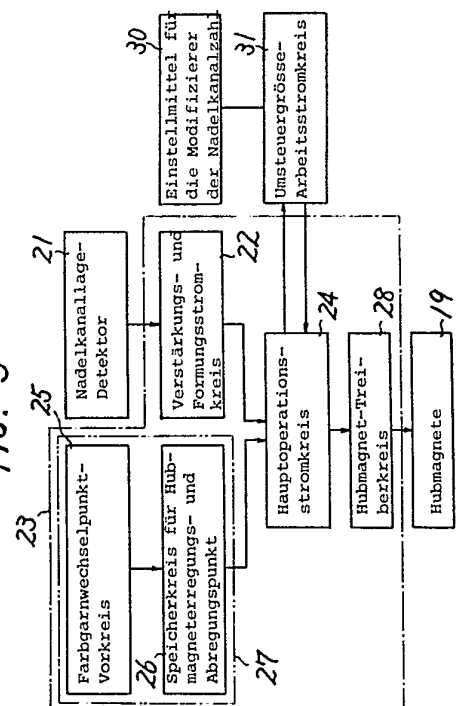 FIG. 5
23
25
Farbgarnwechselpunkt-
Vorkreis
26
Speicherkreis für Hub-
magneterregungs- und
Abregungspunkt
27
21
Nadelkanallage-
Detektor
Verstärkungs- und
Formungsstrom-
kreis
22
Hauptoperations-
stromkreis
24
Hubmagnet-Trei-
berkreis
28
Hubmagnete
19
30
Einstellmittel für
die Modifizierer
der Nadelkanalzahl
31
Umsteuergrösse-
Arbeitsstromkreis